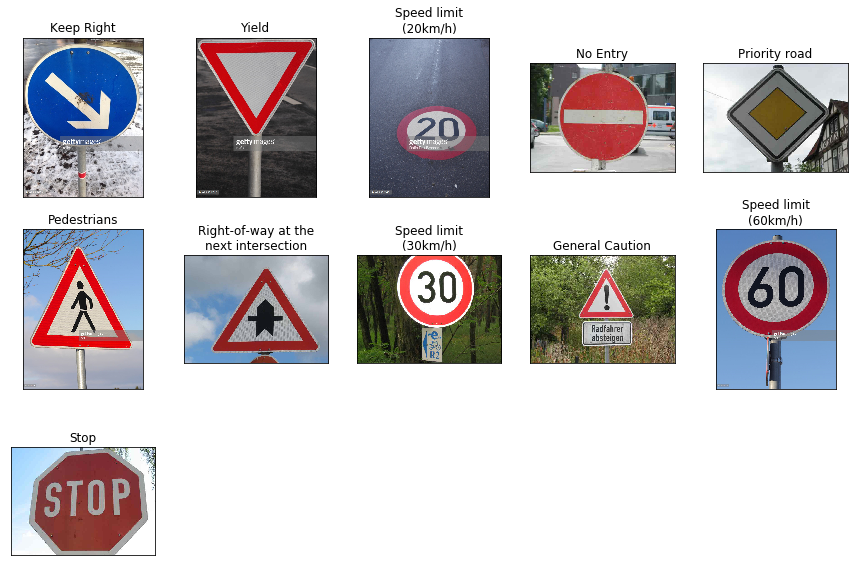 Keep Right
Yield
Speed limit
(20km/h)
No Entry
Priority road
gettyimages
gettyimages
20
gettyimages
Pedestrians
Right-of-way at the
next intersection
Speed limit
(30km/h)
General Caution
Speed limit
(60km/h)
30
R2
Radfahrer
absteigen
60
Stop
STOP